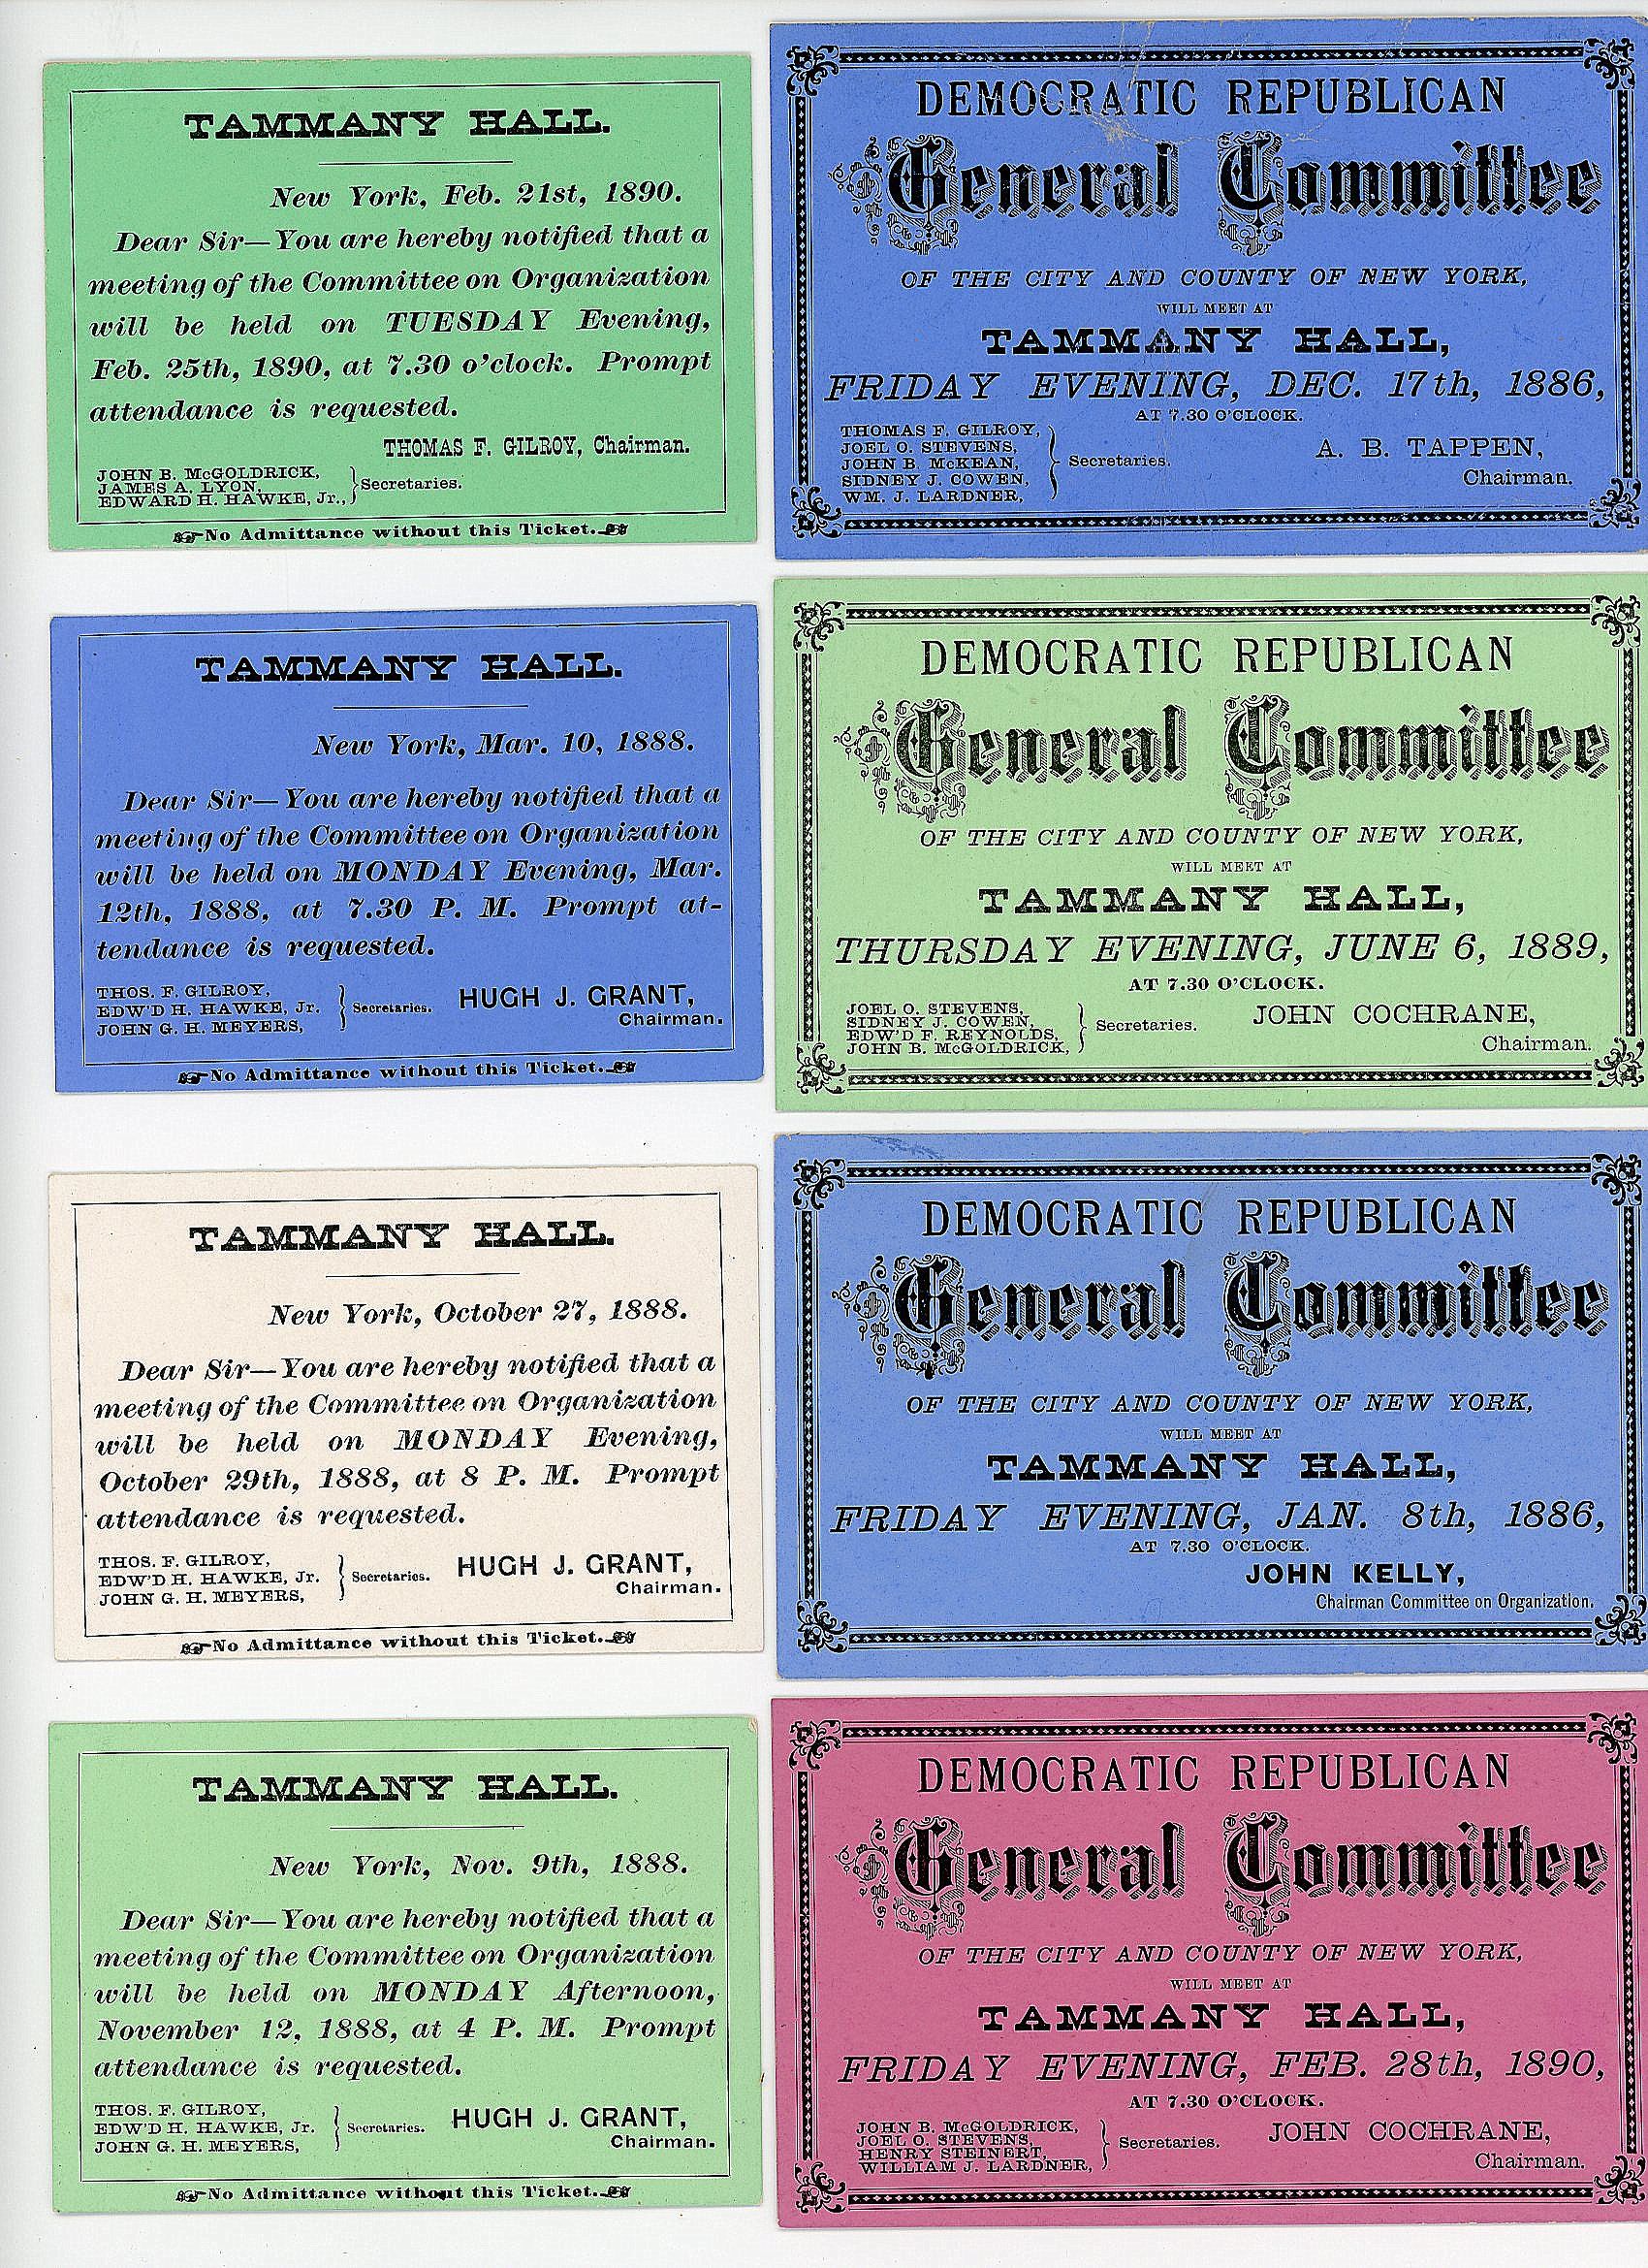 TAMMANY HALL.
New York, Feb. 21st, 1890.
Dear Sir—You are hereby notified that a
meeting of the Committee on Organization
will be held on TUESDAY Evening,
Feb. 25th, 1890, at 7.30 o'clock. Prompt
attendance is requested.
THOMAS F. GILROY, Chairman.
JOHN B. McGOLDRICK,
JAMES A. LYON,
EDWARD H. HAWKE, Jr.,
Secretaries.
No Admittance without this Ticket.
TAMMANY HALL.
New York, Mar. 10, 1888.
Dear Sir—You are hereby notified that a
meeting of the Committee on Organization
will be held on MONDAY Evening, Mar.
12th, 1888, at 7.30 P. M. Prompt at-
tendance is requested.
THOS. F. GILROY,
EDW'D H. HAWKE, Jr.
JOHN G. H. MEYERS,
Secretaries.
HUGH J. GRANT,
Chairman.
No Admittance without this Ticket.
TAMMANY HALL.
New York, October 27, 1888.
Dear Sir—You are hereby notified that a
meeting of the Committee on Organization
will be held on MONDAY Evening,
October 29th, 1888, at 8 P. M. Prompt
attendance is requested.
THOS. F. GILROY,
EDW'D H. HAWKE, Jr.
JOHN G. H. MEYERS,
Secretaries.
HUGH J. GRANT,
Chairman.
No Admittance without this Ticket.
TAMMANY HALL.
New York, Nov. 9th, 1888.
Dear Sir—You are hereby notified that a
meeting of the Committee on Organization
will be held on MONDAY Afternoon,
November 12, 1888, at 4 P. M. Prompt
attendance is requested.
THOS. F. GILROY,
EDW'D H. HAWKE, Jr.
JOHN G. H. MEYERS,
Secretaries.
HUGH J. GRANT,
Chairman.
No Admittance without this Ticket.
DEMOCRATIC REPUBLICAN
General Committee
OF THE CITY AND COUNTY OF NEW YORK,
WILL MEET AT
TAMMANY HALL,
FRIDAY EVENING, DEC. 17th, 1886,
AT 7.30 O'CLOCK.
THOMAS F. GILROY,
JOEL O. STEVENS,
JOHN B. McKEAN,
SIDNEY J. COWEN,
WM. J. LARDNER,
Secretaries.
A. B. TAPPEN,
Chairman.
DEMOCRATIC REPUBLICAN
General Committee
OF THE CITY AND COUNTY OF NEW YORK,
WILL MEET AT
TAMMANY HALL,
THURSDAY EVENING, JUNE 6, 1889,
AT 7.30 O'CLOCK.
JOEL O. STEVENS,
SIDNEY J. COWEN,
EDW'D F. REYNOLDS,
JOHN B. McGOLDRICK,
Secretaries.
JOHN COCHRANE,
Chairman.
DEMOCRATIC REPUBLICAN
General Committee
OF THE CITY AND COUNTY OF NEW YORK,
WILL MEET AT
TAMMANY HALL,
FRIDAY EVENING, JAN. 8th, 1886,
AT 7.30 O'CLOCK.
JOHN KELLY,
Chairman Committee on Organization.
DEMOCRATIC REPUBLICAN
General Committee
OF THE CITY AND COUNTY OF NEW YORK,
WILL MEET AT
TAMMANY HALL,
FRIDAY EVENING, FEB. 28th, 1890,
AT 7.30 O'CLOCK.
JOHN B. McGOLDRICK,
JOEL O. STEVENS,
HENRY STEINERT,
WILLIAM J. LARDNER,
Secretaries.
JOHN COCHRANE,
Chairman.